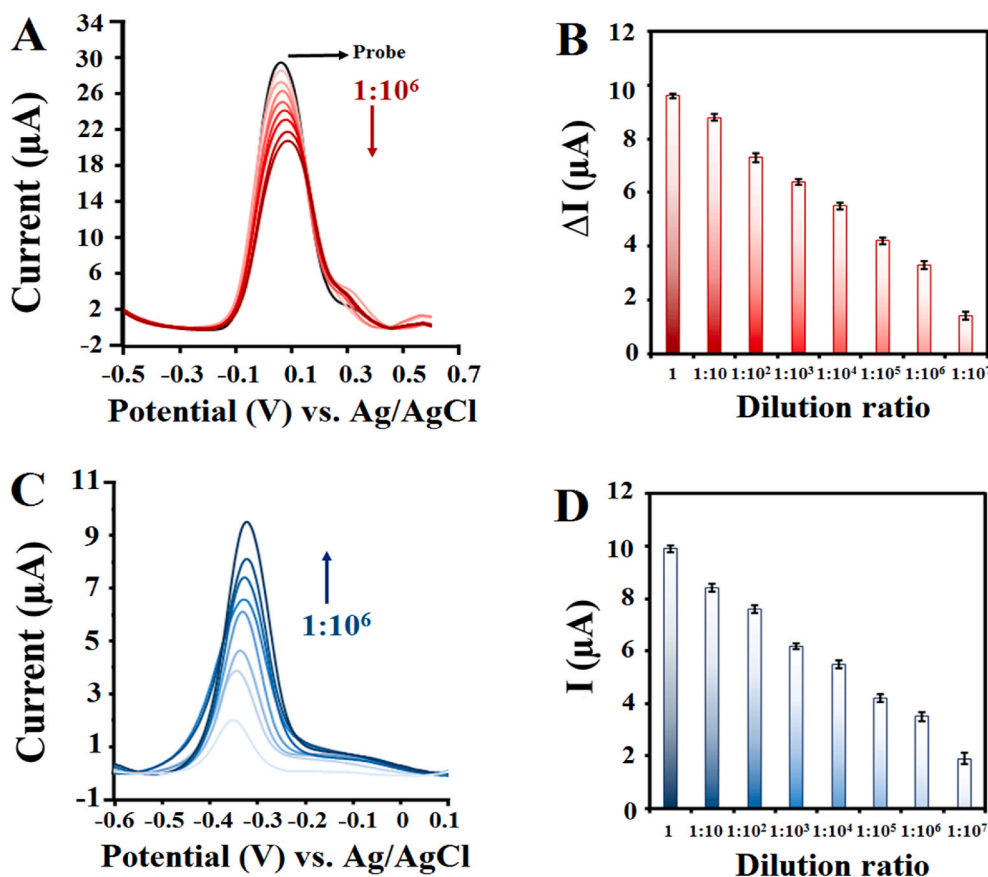 A
Current (µA)
34
30
26
22
18
14
10
6
2
-2
Probe
1:10⁶
-0.5 -0.3 -0.1 0.1 0.3 0.5 0.7
Potential (V) vs. Ag/AgCl
B
ΔI (µA)
12
10
8
6
4
2
0
1 1:10 1:10² 1:10³ 1:10⁴ 1:10⁵ 1:10⁶ 1:10⁷
Dilution ratio
C
Current (µA)
11
9
7
5
3
1
-1
1:10⁶
-0.6 -0.5 -0.4 -0.3 -0.2 -0.1 0 0.1
Potential (V) vs. Ag/AgCl
D
I (µA)
12
10
8
6
4
2
0
1 1:10 1:10² 1:10³ 1:10⁴ 1:10⁵ 1:10⁶ 1:10⁷
Dilution ratio